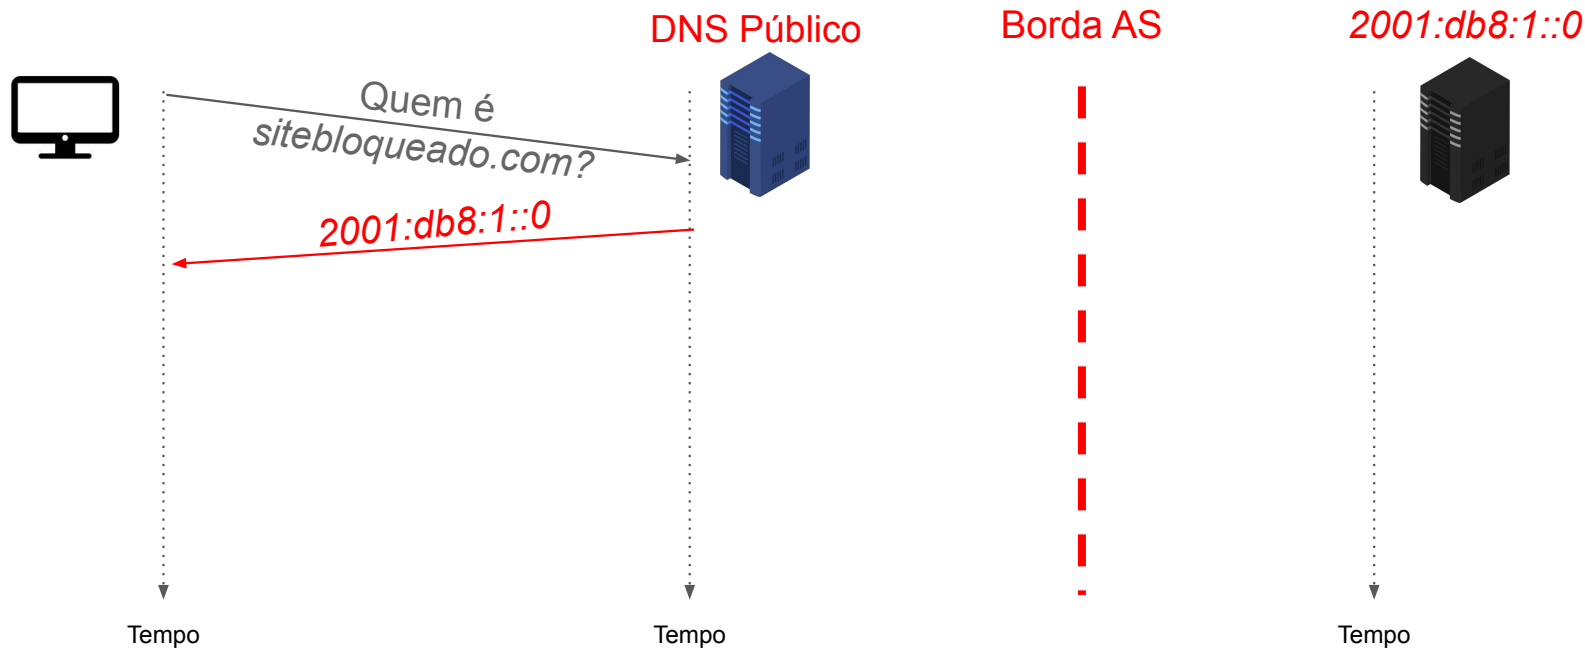 DNS Público
Borda AS
2001:db8:1::0
Quem é
sitebloqueado.com?
2001:db8:1::0
Tempo
Tempo
Tempo